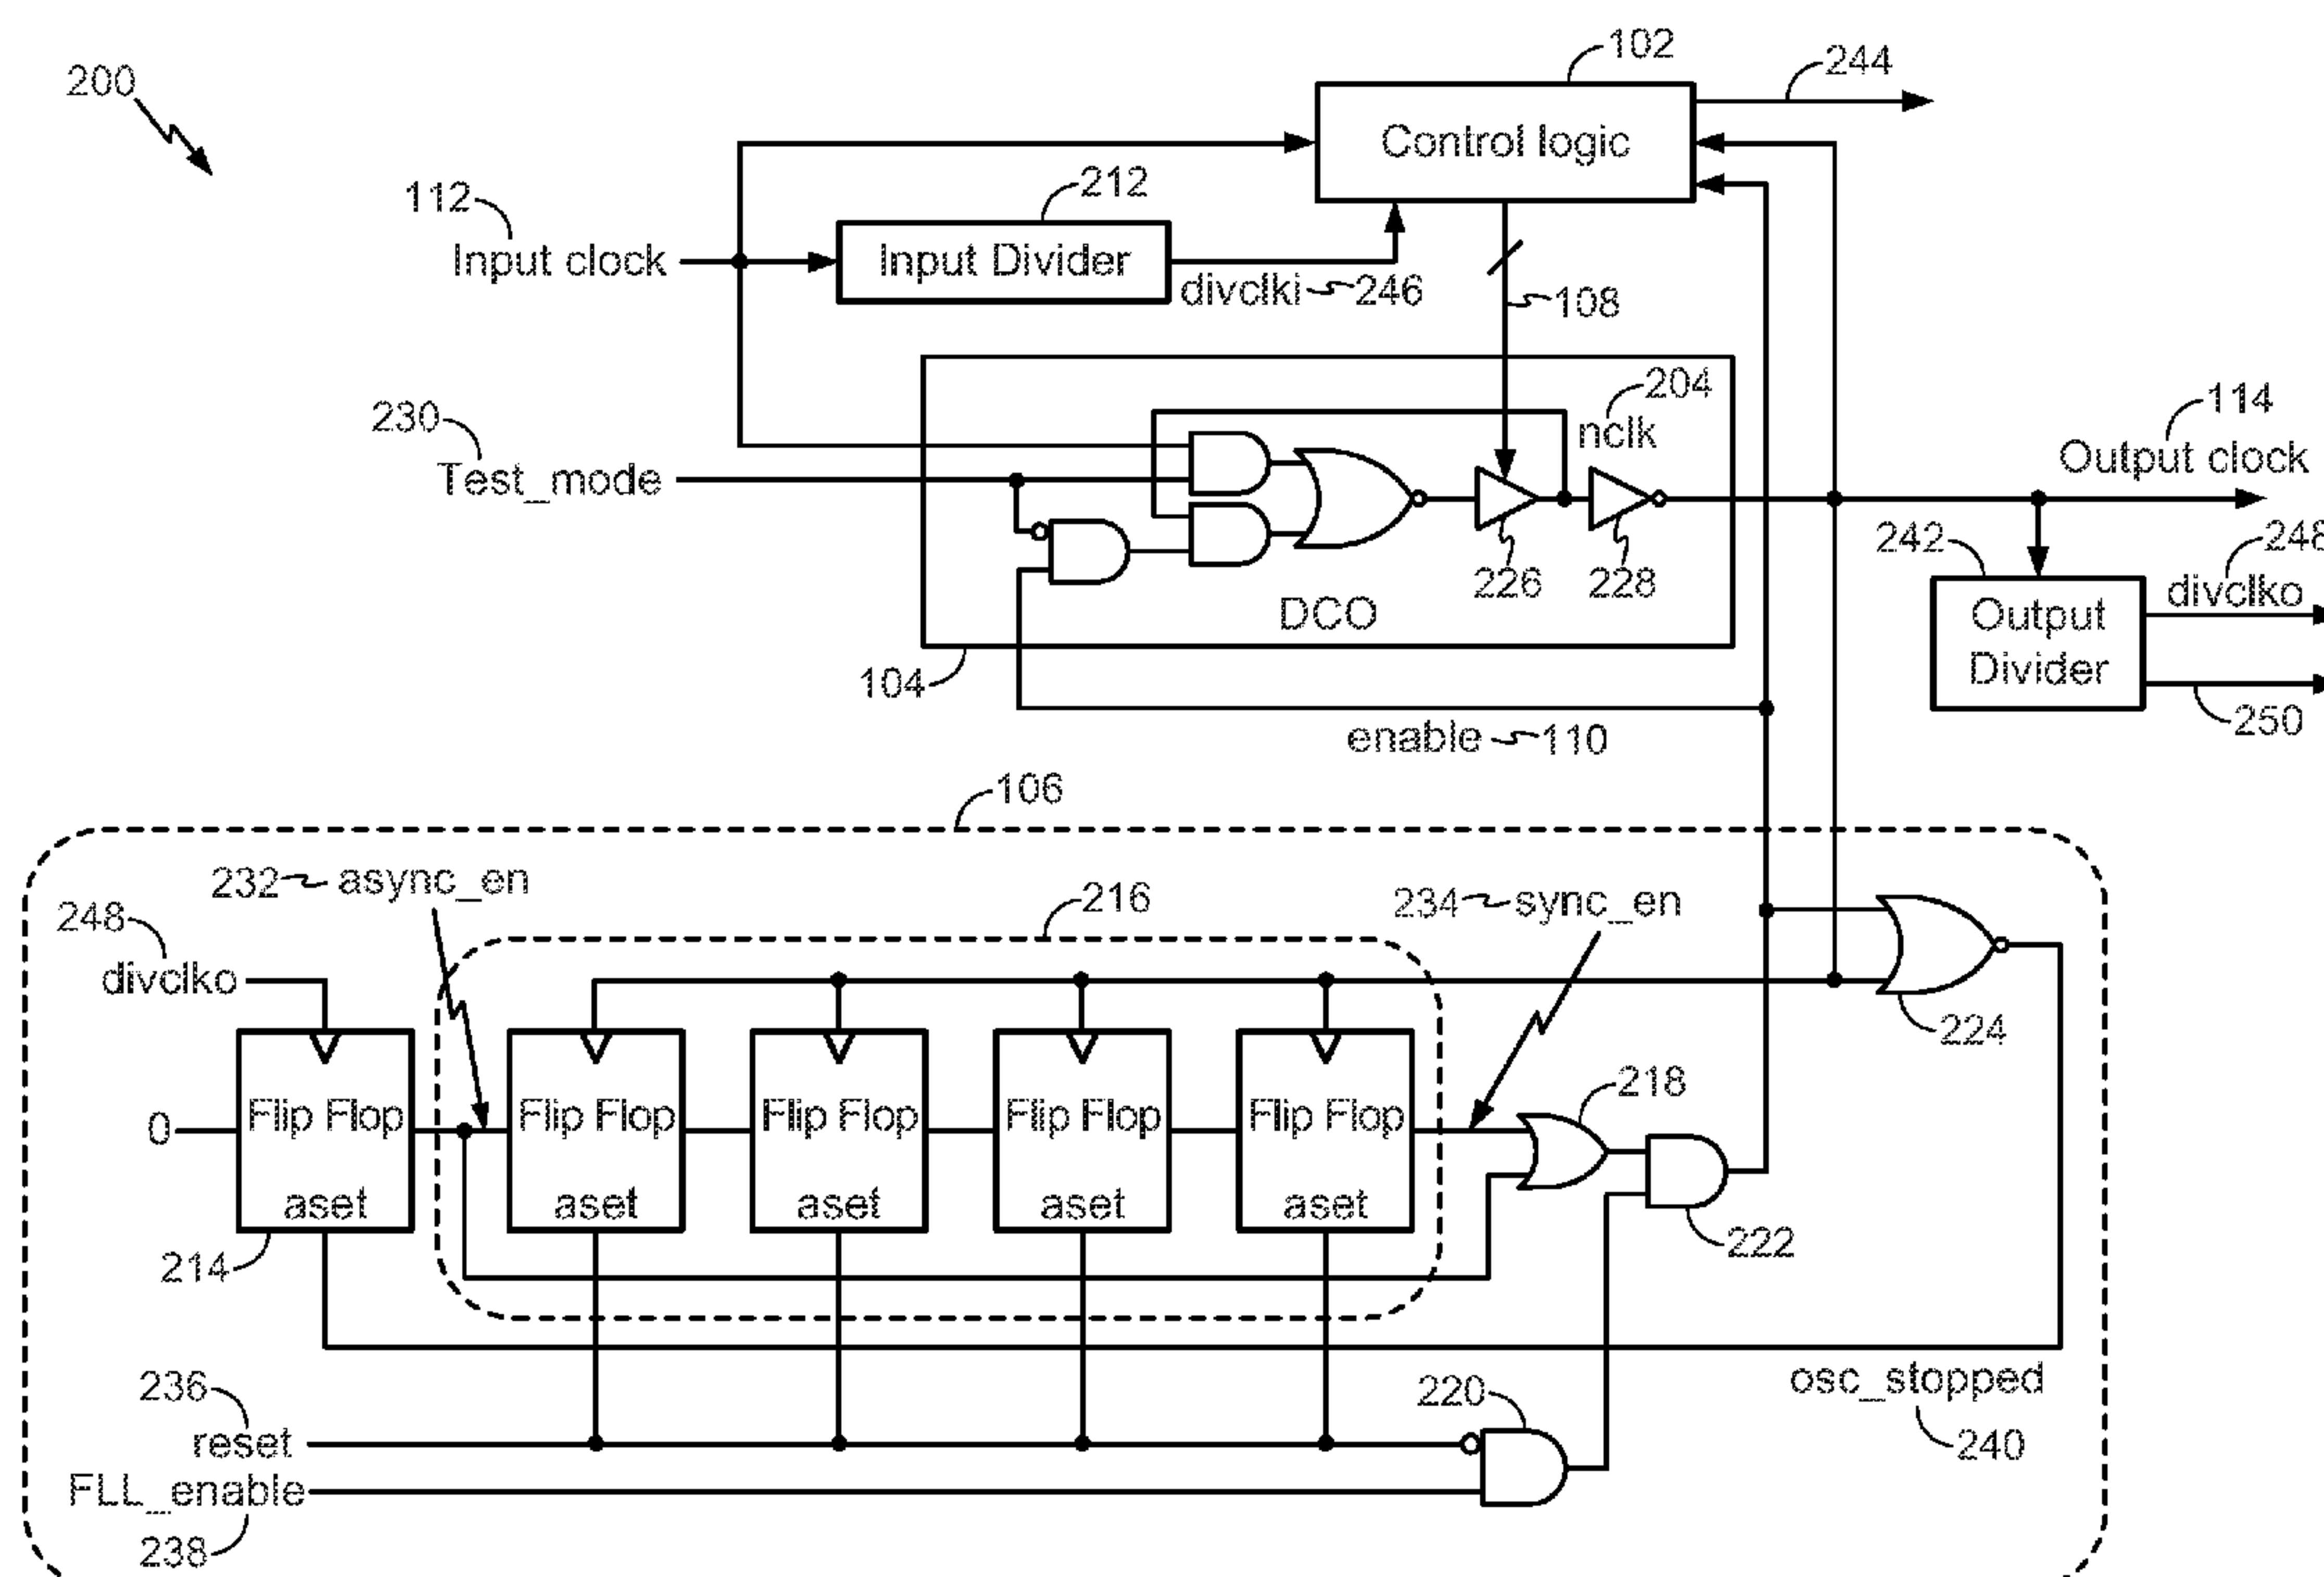 200
102
244
Control logic
112
Input clock
212
Input Divider
divclki 246
108
230
Test_mode
204
nclk
114
Output clock
226
228
DCO
104
242
248
divclko
Output
Divider
250
enable 110
106
232 async_en
216
234 sync_en
248
divclko
224
0
Flip Flop
aset
Flip Flop
aset
Flip Flop
aset
Flip Flop
aset
Flip Flop
aset
218
222
214
236
reset
220
osc_stopped
240
FLL_enable
238